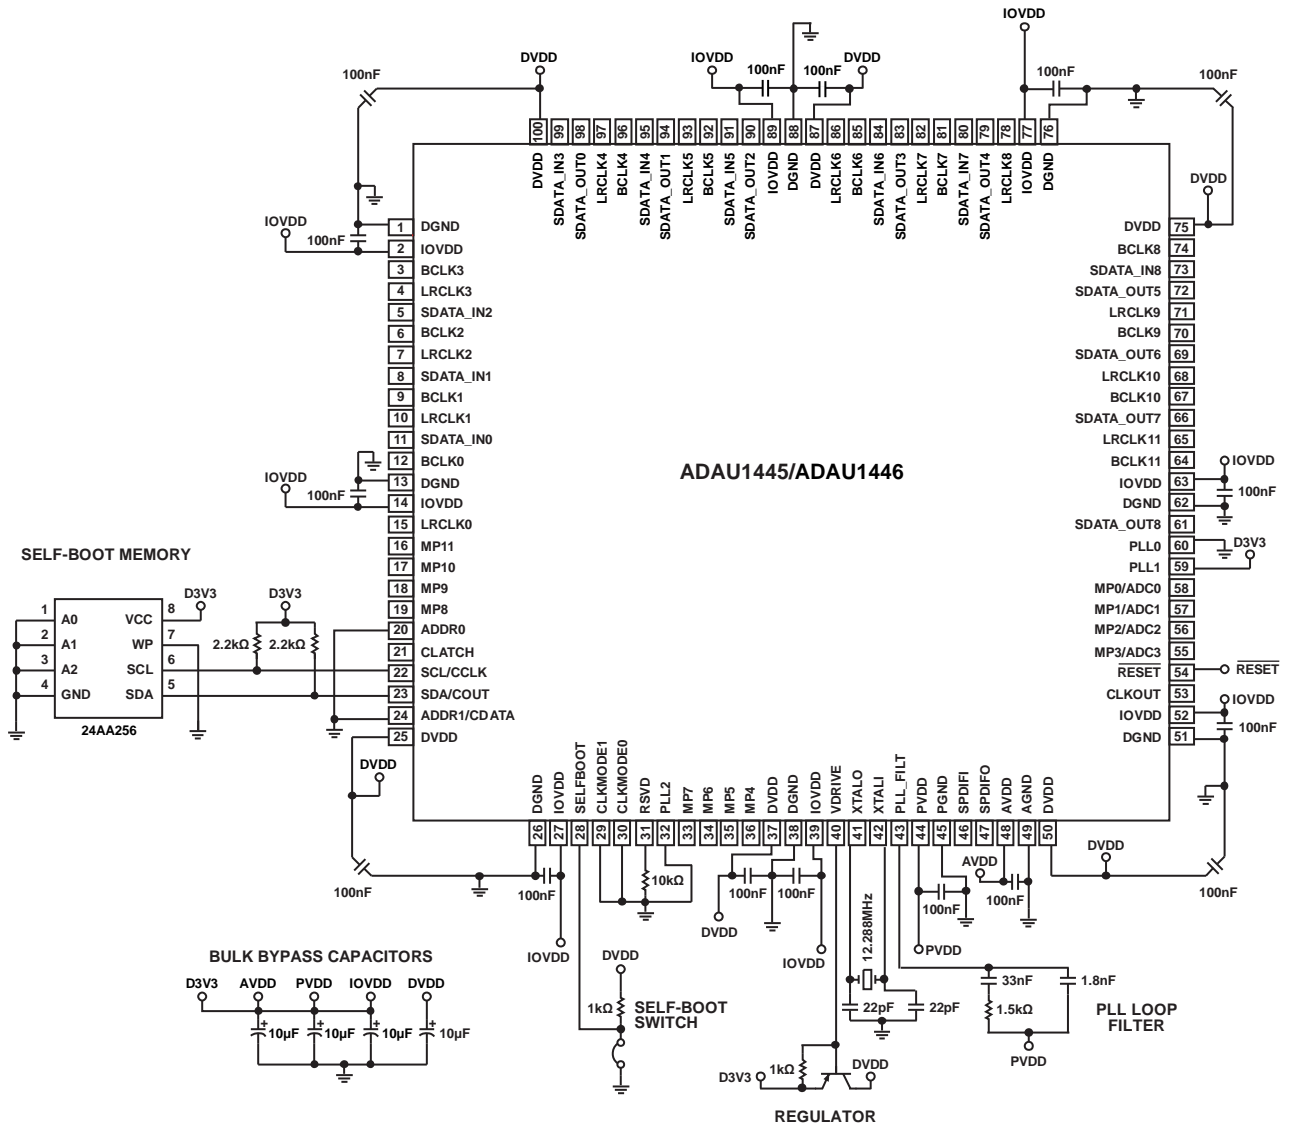 IOVDD
DVDD
IOVDD
DVDD
100nF
100nF
100nF
100nF
100nF
100
99
98
97
96
95
94
93
92
91
90
89
88
87
86
85
84
83
82
81
80
79
78
77
76
DVDD
SDATA_IN3
SDATA_OUT0
LRCLK4
BCLK4
SDATA_IN4
SDATA_OUT1
LRCLK5
BCLK5
SDATA_IN5
SDATA_OUT2
IOVDD
DGND
DVDD
LRCLK6
BCLK6
SDATA_IN6
SDATA_OUT3
LRCLK7
BCLK7
SDATA_IN7
SDATA_OUT4
LRCLK8
IOVDD
DGND
IOVDD
100nF
1 DGND
2 IOVDD
3 BCLK3
4 LRCLK3
5 SDATA_IN2
6 BCLK2
7 LRCLK2
8 SDATA_IN1
9 BCLK1
10 LRCLK1
11 SDATA_IN0
12 BCLK0
13 DGND
14 IOVDD
15 LRCLK0
16 MP11
17 MP10
18 MP9
19 MP8
20 ADDR0
21 CLATCH
22 SCL/CCLK
23 SDA/COUT
24 ADDR1/CDATA
25 DVDD
IOVDD
100nF
ADAU1445/ADAU1446
DVDD
DVDD 75
BCLK8 74
SDATA_IN8 73
SDATA_OUT5 72
LRCLK9 71
BCLK9 70
SDATA_OUT6 69
LRCLK10 68
BCLK10 67
SDATA_OUT7 66
LRCLK11 65
BCLK11 64
IOVDD 63
DGND 62
SDATA_OUT8 61
PLL0 60
PLL1 59
MP0/ADC0 58
MP1/ADC1 57
MP2/ADC2 56
MP3/ADC3 55
RESET 54
CLKOUT 53
IOVDD 52
DGND 51
IOVDD
100nF
D3V3
RESET
IOVDD
100nF
SELF-BOOT MEMORY
D3V3
D3V3
1 A0
2 A1
3 A2
4 GND
VCC 8
WP 7
SCL 6
SDA 5
24AA256
2.2kΩ
2.2kΩ
DVDD
100nF
DGND
IOVDD
SELFBOOT
CLKMODE1
CLKMODE0
RSVD
PLL2
MP7
MP6
MP5
MP4
DVDD
DGND
IOVDD
VDRIVE
XTALO
XTALI
PLL_FILT
PVDD
PGND
SPDIFI
SPDIFO
AVDD
AGND
DVDD
26
27
28
29
30
31
32
33
34
35
36
37
38
39
40
41
42
43
44
45
46
47
48
49
50
100nF
10kΩ
100nF
100nF
100nF
AVDD
100nF
DVDD
100nF
IOVDD
DVDD
IOVDD
12.288MHz
PVDD
BULK BYPASS CAPACITORS
D3V3
AVDD
PVDD
IOVDD
DVDD
+
10µF
+
10µF
+
10µF
+
10µF
DVDD
1kΩ
SELF-BOOT
SWITCH
22pF
22pF
33nF
1.8nF
1.5kΩ
PVDD
PLL LOOP
FILTER
D3V3
1kΩ
DVDD
REGULATOR